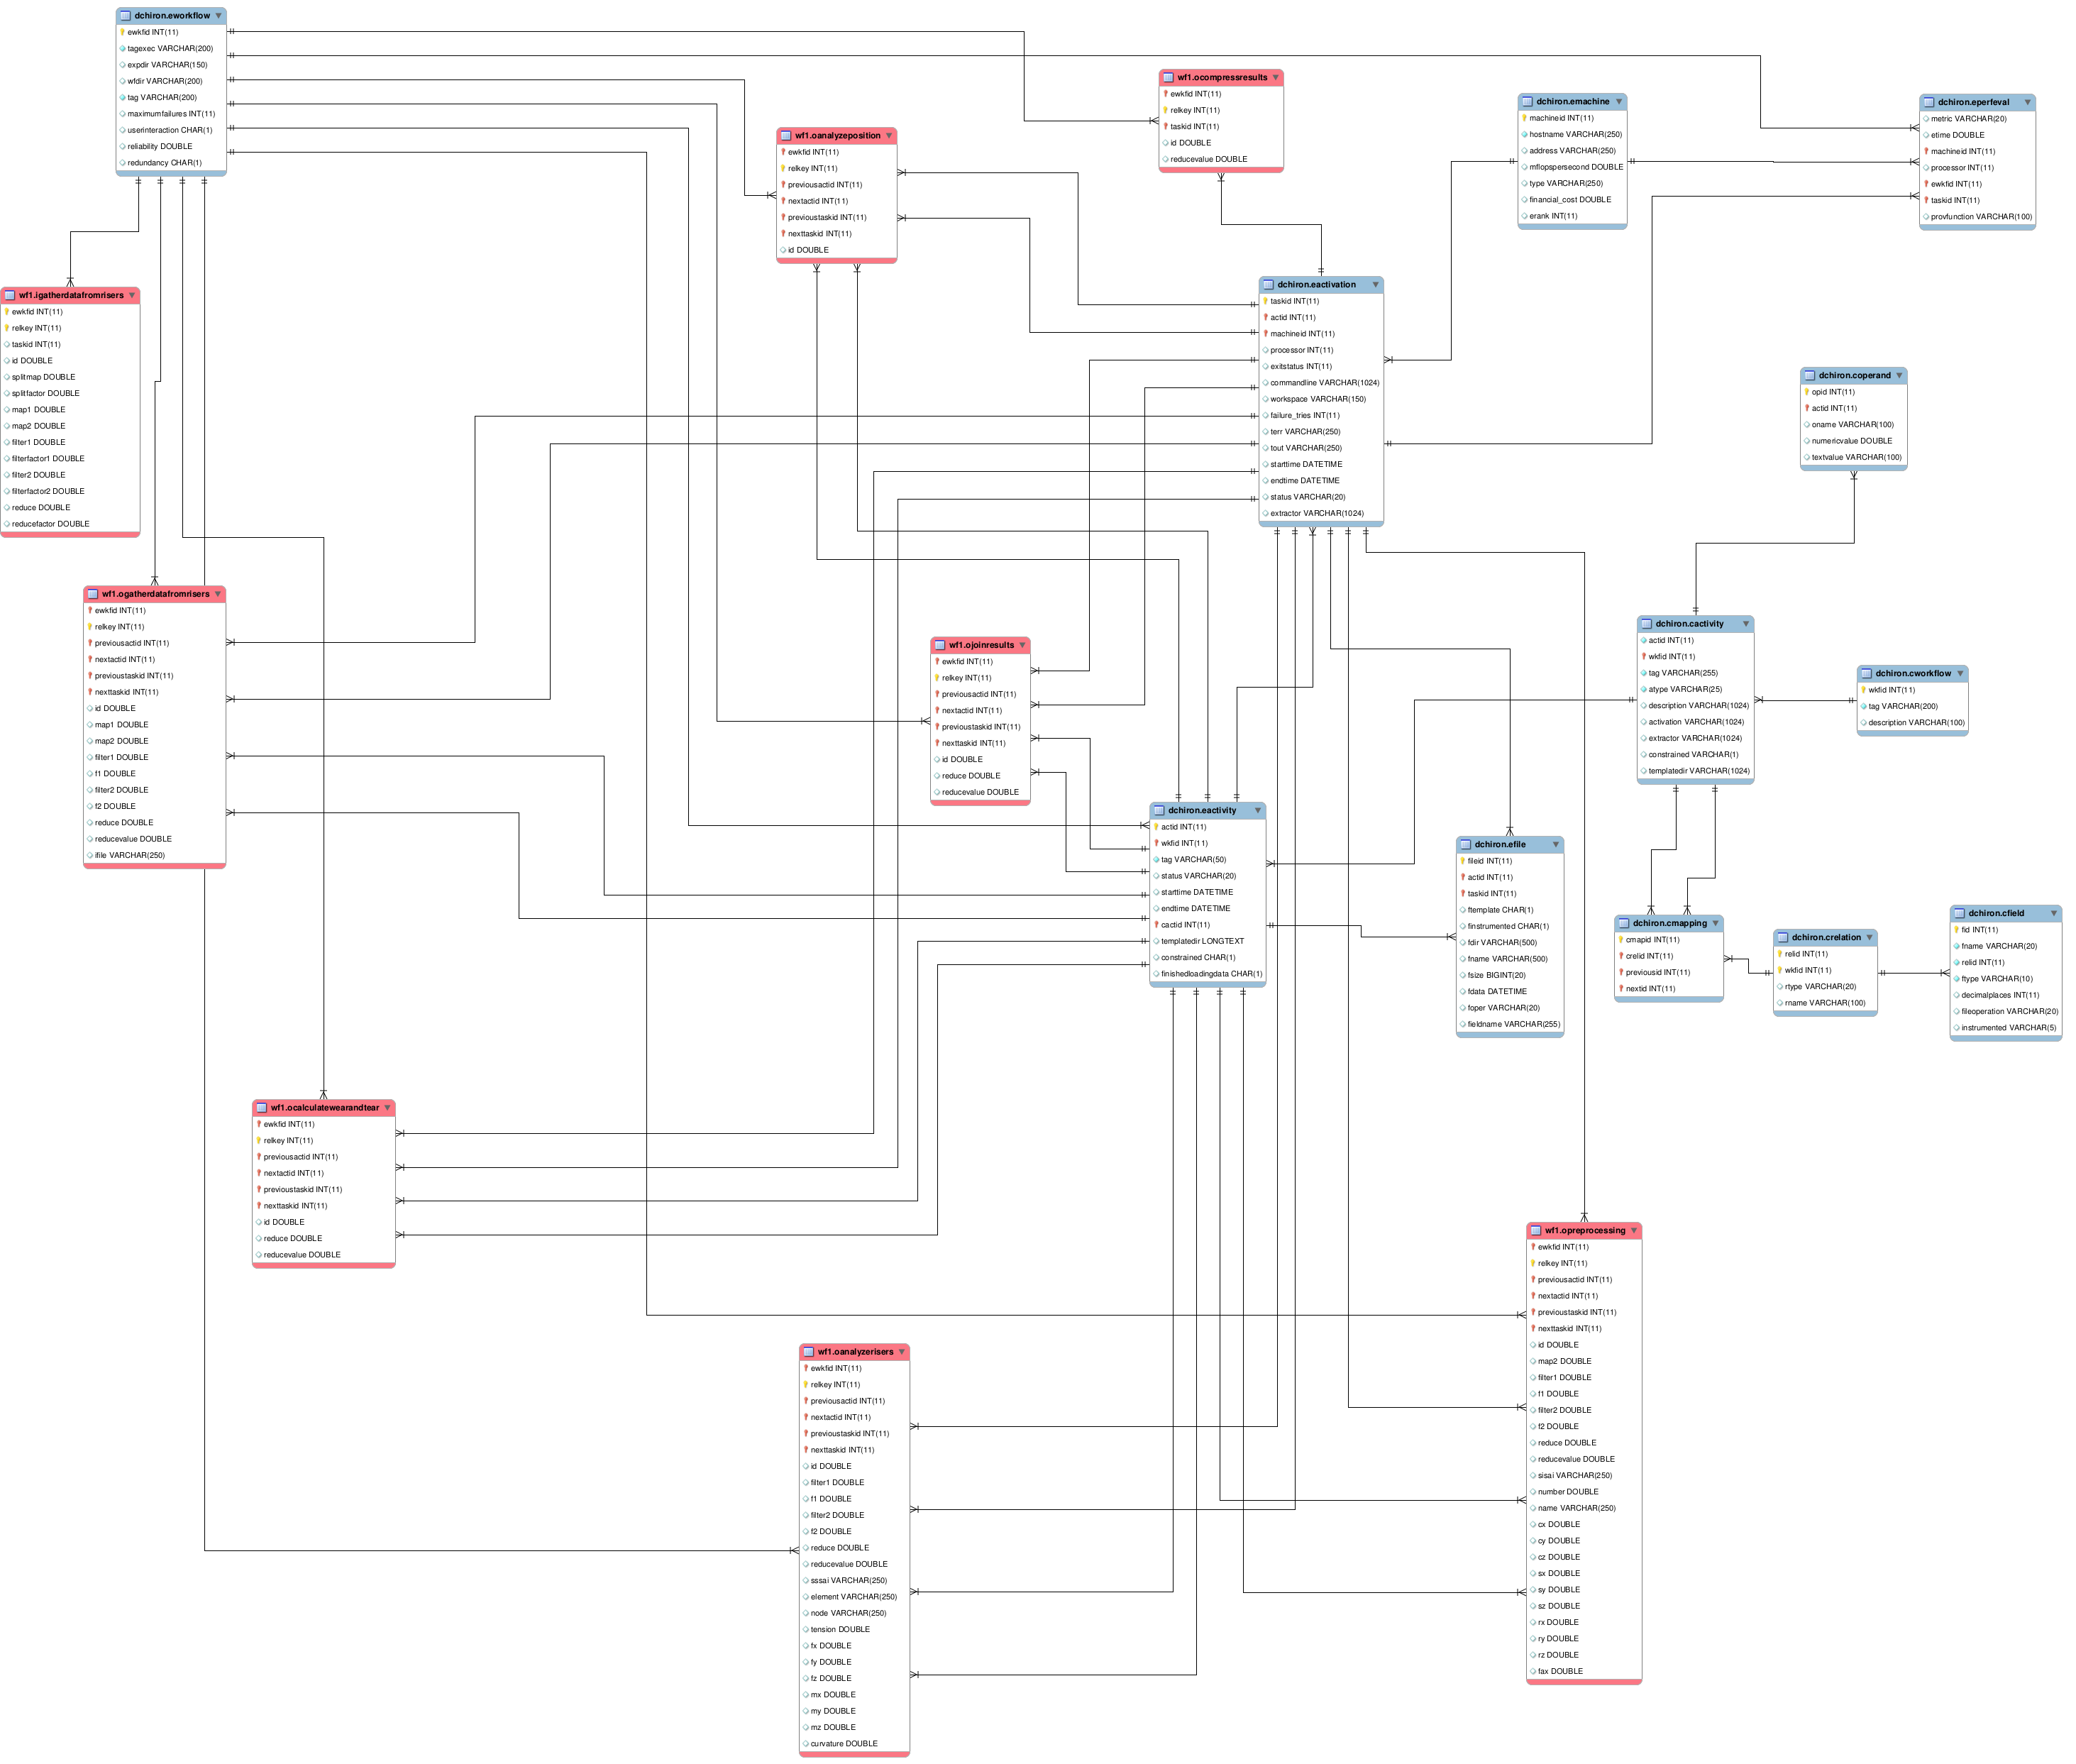 dchiron.eworkflow
ewkfid INT(11)
tagexec VARCHAR(200)
expdir VARCHAR(150)
wfdir VARCHAR(200)
tag VARCHAR(200)
maximumfailures INT(11)
userinteraction CHAR(1)
reliability DOUBLE
redundancy CHAR(1)
wf1.ocompressresults
ewkfid INT(11)
relkey INT(11)
taskid INT(11)
id DOUBLE
reducevalue DOUBLE
dchiron.emachine
machineid INT(11)
hostname VARCHAR(250)
address VARCHAR(250)
mflopspersecond DOUBLE
type VARCHAR(250)
financial_cost DOUBLE
erank INT(11)
dchiron.eperfeval
metric VARCHAR(20)
etime DOUBLE
machineid INT(11)
processor INT(11)
ewkfid INT(11)
taskid INT(11)
provfunction VARCHAR(100)
wf1.oanalyzeposition
ewkfid INT(11)
relkey INT(11)
previousactid INT(11)
nextactid INT(11)
previoustaskid INT(11)
nexttaskid INT(11)
id DOUBLE
wf1.igatherdatafromrisers
ewkfid INT(11)
relkey INT(11)
taskid INT(11)
id DOUBLE
splitmap DOUBLE
splitfactor DOUBLE
map1 DOUBLE
map2 DOUBLE
filter1 DOUBLE
filterfactor1 DOUBLE
filter2 DOUBLE
filterfactor2 DOUBLE
reduce DOUBLE
reducefactor DOUBLE
dchiron.eactivation
taskid INT(11)
actid INT(11)
machineid INT(11)
processor INT(11)
exitstatus INT(11)
commandline VARCHAR(1024)
workspace VARCHAR(150)
failure_tries INT(11)
terr VARCHAR(250)
tout VARCHAR(250)
starttime DATETIME
endtime DATETIME
status VARCHAR(20)
extractor VARCHAR(1024)
dchiron.coperand
opid INT(11)
actid INT(11)
oname VARCHAR(100)
numericvalue DOUBLE
textvalue VARCHAR(100)
wf1.ogatherdatafromrisers
ewkfid INT(11)
relkey INT(11)
previousactid INT(11)
nextactid INT(11)
previoustaskid INT(11)
nexttaskid INT(11)
id DOUBLE
map1 DOUBLE
map2 DOUBLE
filter1 DOUBLE
f1 DOUBLE
filter2 DOUBLE
f2 DOUBLE
reduce DOUBLE
reducevalue DOUBLE
ifile VARCHAR(250)
wf1.ojoinresults
ewkfid INT(11)
relkey INT(11)
previousactid INT(11)
nextactid INT(11)
previoustaskid INT(11)
nexttaskid INT(11)
id DOUBLE
reduce DOUBLE
reducevalue DOUBLE
dchiron.cactivity
actid INT(11)
wkfid INT(11)
tag VARCHAR(255)
atype VARCHAR(25)
description VARCHAR(1024)
activation VARCHAR(1024)
extractor VARCHAR(1024)
constrained VARCHAR(1)
templatedir VARCHAR(1024)
dchiron.cworkflow
wkfid INT(11)
tag VARCHAR(200)
description VARCHAR(100)
dchiron.eactivity
actid INT(11)
wkfid INT(11)
tag VARCHAR(50)
status VARCHAR(20)
starttime DATETIME
endtime DATETIME
cactid INT(11)
templatedir LONGTEXT
constrained CHAR(1)
finishedloadingdata CHAR(1)
dchiron.efile
fileid INT(11)
actid INT(11)
taskid INT(11)
ftemplate CHAR(1)
finstrumented CHAR(1)
fdir VARCHAR(500)
fname VARCHAR(500)
fsize BIGINT(20)
fdata DATETIME
foper VARCHAR(20)
fieldname VARCHAR(255)
dchiron.cmapping
cmapid INT(11)
crelid INT(11)
previousid INT(11)
nextid INT(11)
dchiron.crelation
relid INT(11)
wkfid INT(11)
rtype VARCHAR(20)
rname VARCHAR(100)
dchiron.cfield
fid INT(11)
fname VARCHAR(20)
relid INT(11)
ftype VARCHAR(10)
decimalplaces INT(11)
fileoperation VARCHAR(20)
instrumented VARCHAR(5)
wf1.ocalculatewearandtear
ewkfid INT(11)
relkey INT(11)
previousactid INT(11)
nextactid INT(11)
previoustaskid INT(11)
nexttaskid INT(11)
id DOUBLE
reduce DOUBLE
reducevalue DOUBLE
wf1.opreprocessing
ewkfid INT(11)
relkey INT(11)
previousactid INT(11)
nextactid INT(11)
previoustaskid INT(11)
nexttaskid INT(11)
id DOUBLE
map2 DOUBLE
filter1 DOUBLE
f1 DOUBLE
filter2 DOUBLE
f2 DOUBLE
reduce DOUBLE
reducevalue DOUBLE
sisai VARCHAR(250)
number DOUBLE
name VARCHAR(250)
cx DOUBLE
cy DOUBLE
cz DOUBLE
sx DOUBLE
sy DOUBLE
sz DOUBLE
rx DOUBLE
ry DOUBLE
rz DOUBLE
fax DOUBLE
wf1.oanalyzerisers
ewkfid INT(11)
relkey INT(11)
previousactid INT(11)
nextactid INT(11)
previoustaskid INT(11)
nexttaskid INT(11)
id DOUBLE
filter1 DOUBLE
f1 DOUBLE
filter2 DOUBLE
f2 DOUBLE
reduce DOUBLE
reducevalue DOUBLE
sssai VARCHAR(250)
element VARCHAR(250)
node VARCHAR(250)
tension DOUBLE
fx DOUBLE
fy DOUBLE
fz DOUBLE
mx DOUBLE
my DOUBLE
mz DOUBLE
curvature DOUBLE